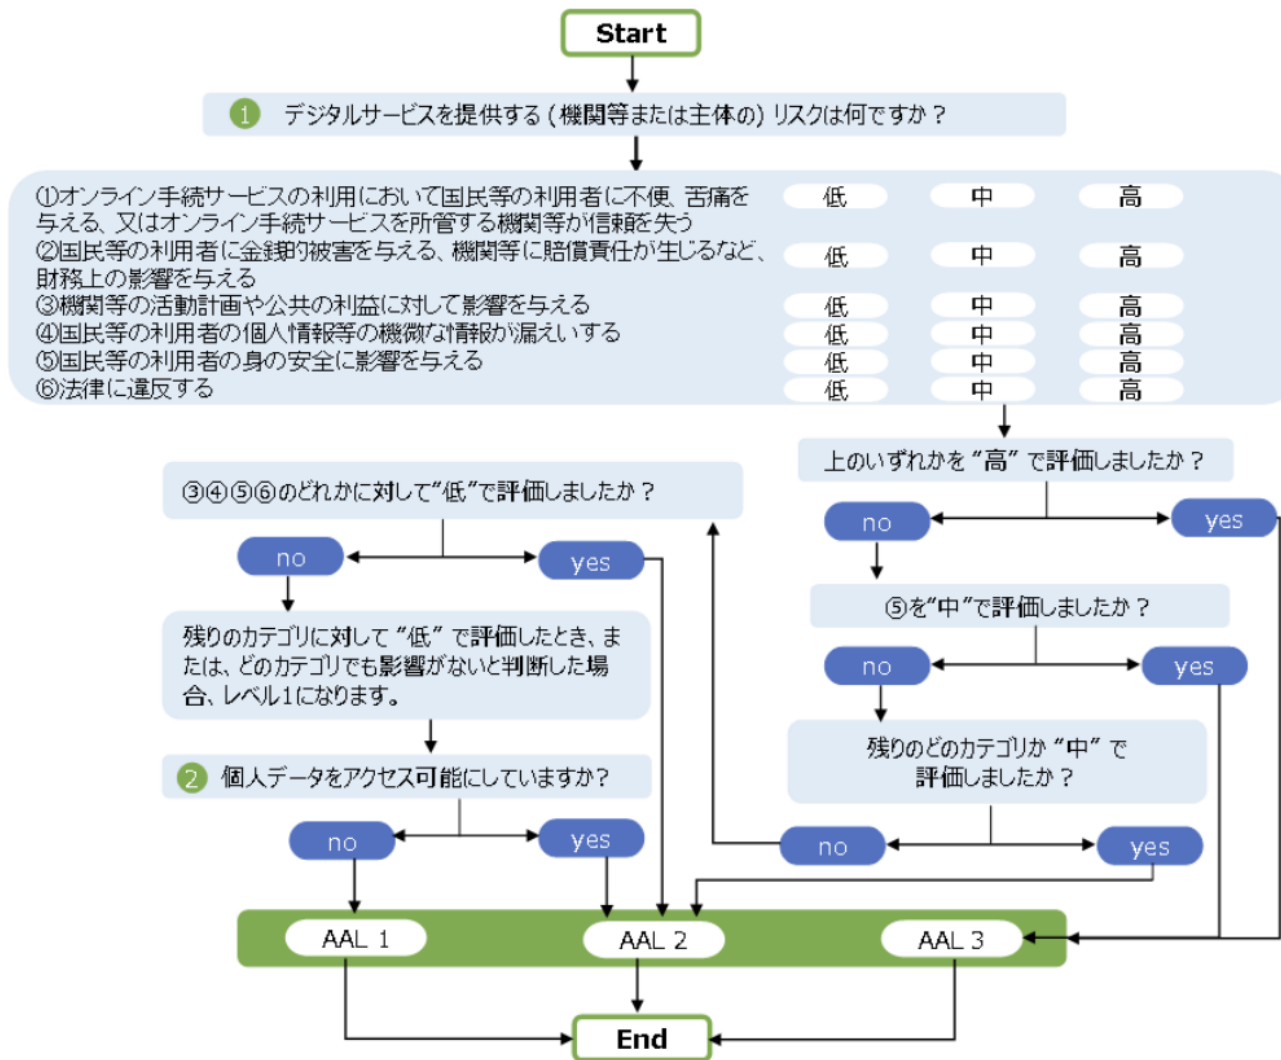 Start
1 デジタルサービスを提供する (機関等または主体の) リスクは何ですか？
①オンライン手続サービスの利用において国民等の利用者に不便、苦痛を
与える、又はオンライン手続サービスを所管する機関等が信頼を失う
低 中 高
②国民等の利用者に金銭的被害を与える、機関等に賠償責任が生じるなど、
財務上の影響を与える
低 中 高
③機関等の活動計画や公共の利益に対して影響を与える 低 中 高
④国民等の利用者の個人情報等の機微な情報が漏えいする 低 中 高
⑤国民等の利用者の身の安全に影響を与える 低 中 高
⑥法律に違反する 低 中 高
上のいずれかを “高” で評価しましたか？
no yes
⑤を“中”で評価しましたか？
no yes
残りのどのカテゴリか “中” で
評価しましたか？
no yes
③④⑤⑥のどれかに対して“低”で評価しましたか？
no yes
残りのカテゴリに対して “低” で評価したとき、ま
たは、どのカテゴリでも影響がないと判断した場
合、レベル1になります。
2 個人データをアクセス可能にしていますか?
no yes
AAL 1 AAL 2 AAL 3
End